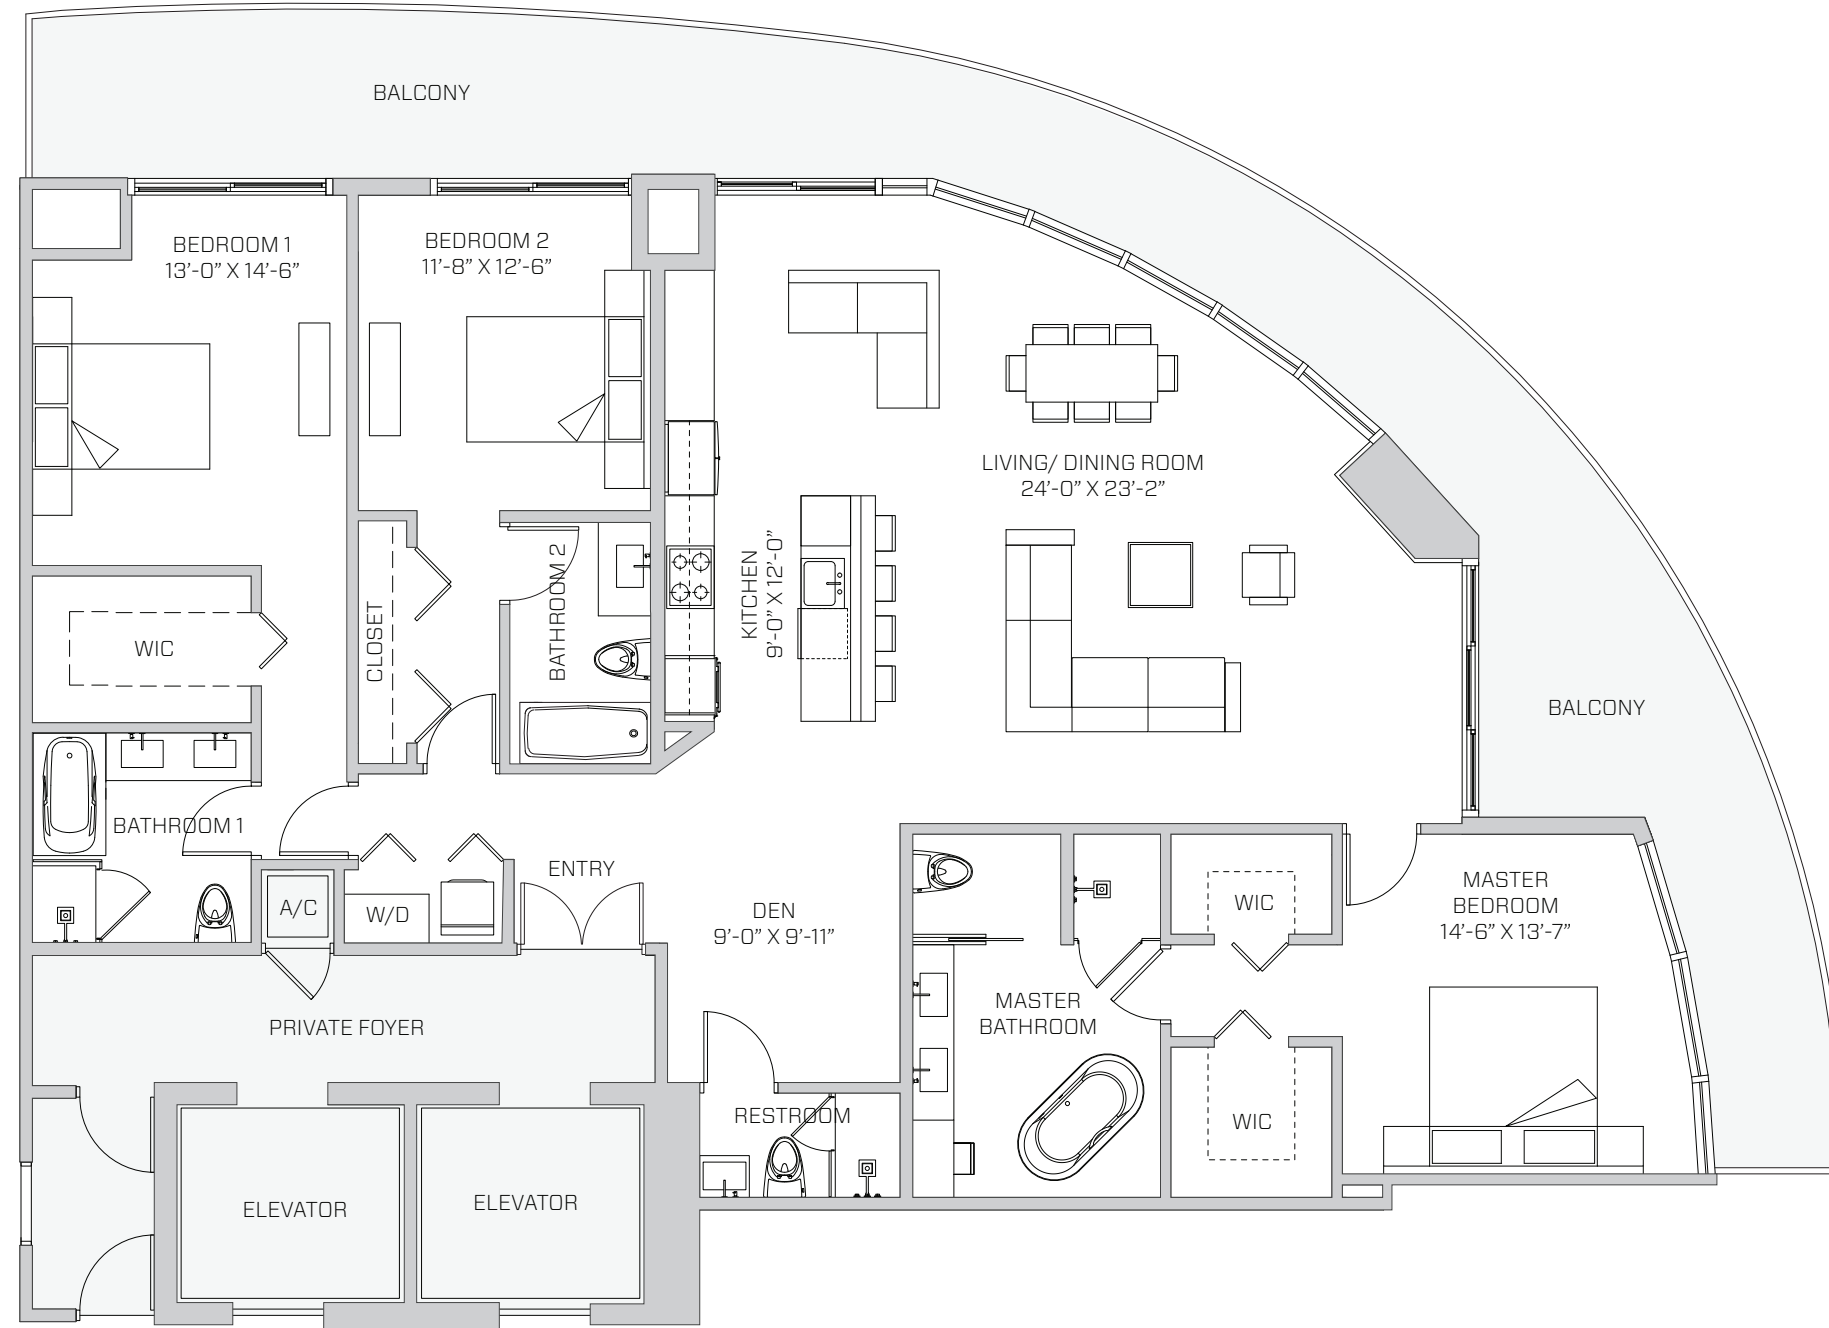 BALCONY
BEDROOM 1
13'-0" X 14'-6"
BEDROOM 2
11'-8" X 12'-6"
LIVING/ DINING ROOM
24'-0" X 23'-2"
KITCHEN
9'-0" X 12'-0"
BATHROOM 2
CLOSET
WIC
BALCONY
BATHROOM 1
ENTRY
A/C
W/D
DEN
9'-0" X 9'-11"
WIC
MASTER
BEDROOM
14'-6" X 13'-7"
MASTER
BATHROOM
PRIVATE FOYER
RESTROOM
WIC
ELEVATOR
ELEVATOR